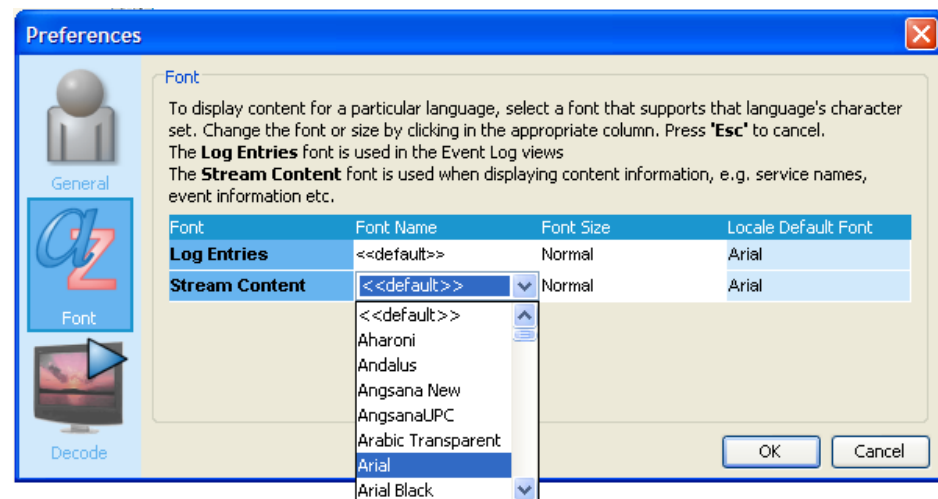 Preferences
General
Font
Decode
Font
To display content for a particular language, select a font that supports that language's character
set. Change the font or size by clicking in the appropriate column. Press 'Esc' to cancel.
The Log Entries font is used in the Event Log views
The Stream Content font is used when displaying content information, e.g. service names,
event information etc.
Font Font Name Font Size Locale Default Font
Log Entries <<default>> Normal Arial
Stream Content <<default>> Normal Arial
<<default>>
Aharoni
Andalus
Angsana New
AngsanaUPC
Arabic Transparent
Arial
Arial Black
OK Cancel